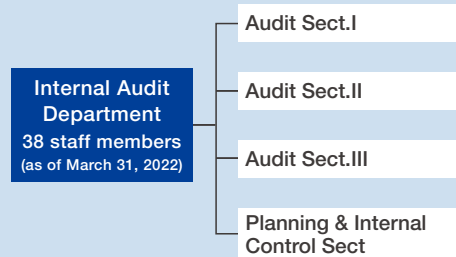 Internal Audit
Department
38 staff members
(as of March 31, 2022)
Audit Sect.I
Audit Sect.II
Audit Sect.III
Planning & Internal
Control Sect